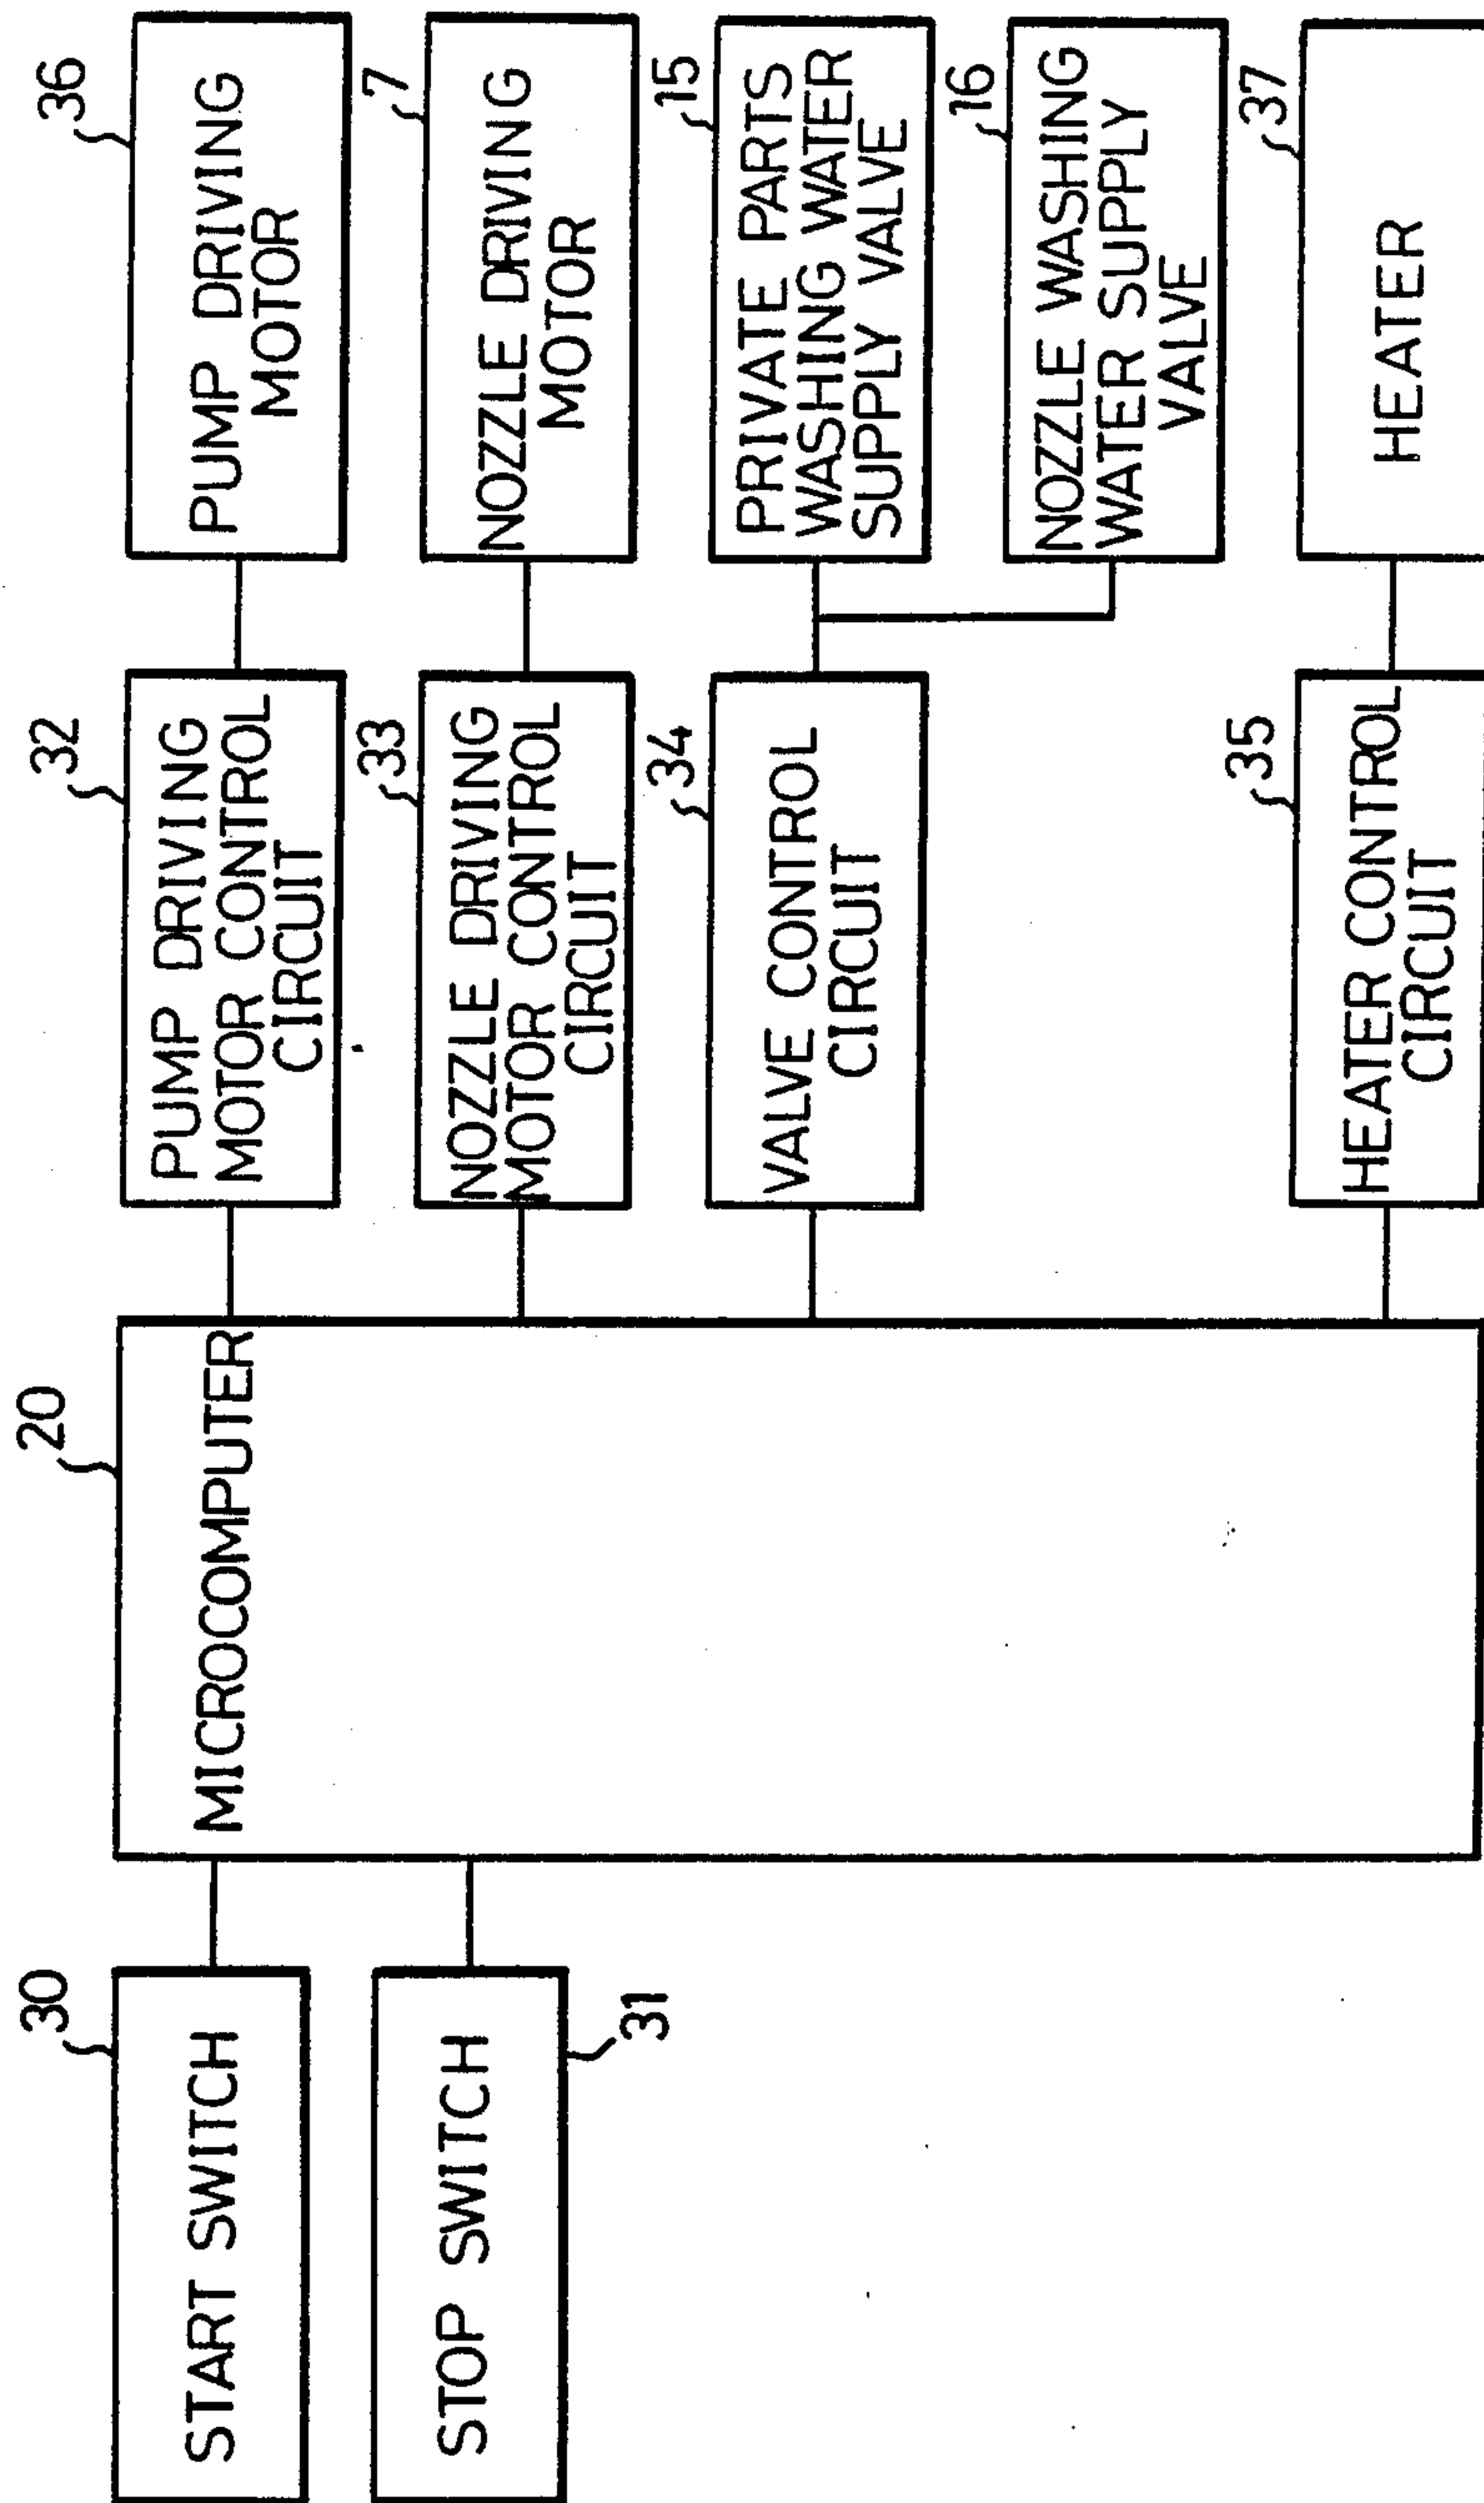 30
START SWITCH
STOP SWITCH
31
20
MICROCOMPUTER
32
PUMP DRIVING
MOTOR CONTROL
CIRCUIT
33
NOZZLE DRIVING
MOTOR CONTROL
CIRCUIT
34
VALVE CONTROL
CIRCUIT
35
HEATER CONTROL
CIRCUIT
36
PUMP DRIVING
MOTOR
7
NOZZLE DRIVING
MOTOR
15
PRIVATE PARTS
WASHING WATER
SUPPLY VALVE
16
NOZZLE WASHING
WATER SUPPLY
VALVE
37
HEATER